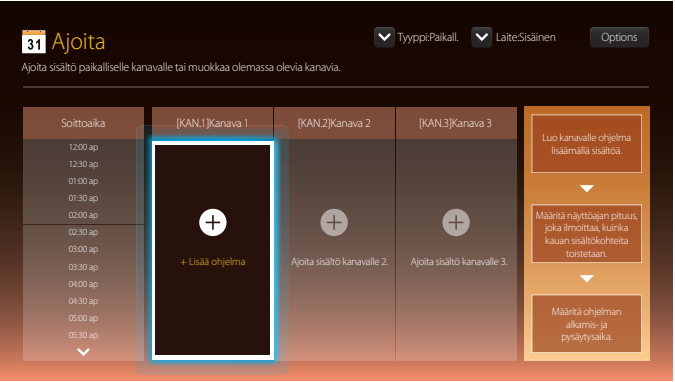 31 Ajoita
Tyyppi:Paikall.
Laite:Sisäinen
Options
Ajoita sisältö paikalliselle kanavalle tai muokkaa olemassa olevia kanavia.
Soittoaika
[KAN.1]Kanava 1
[KAN.2]Kanava 2
[KAN.3]Kanava 3
12:00 ap
12:30 ap
01:00 ap
01:30 ap
02:00 ap
02:30 ap
03:00 ap
03:30 ap
04:00 ap
04:30 ap
05:00 ap
05:30 ap
+ Lisää ohjelma
Ajoita sisältö kanavalle 2.
Ajoita sisältö kanavalle 3.
Luo kanavalle ohjelma
lisäämällä sisältöä.
Määritä näyttöajan pituus,
joka ilmoittaa, kuinka
kauan sisältökohteita
toistetaan.
Määritä ohjelman
alkamis- ja
pysäytysaika.